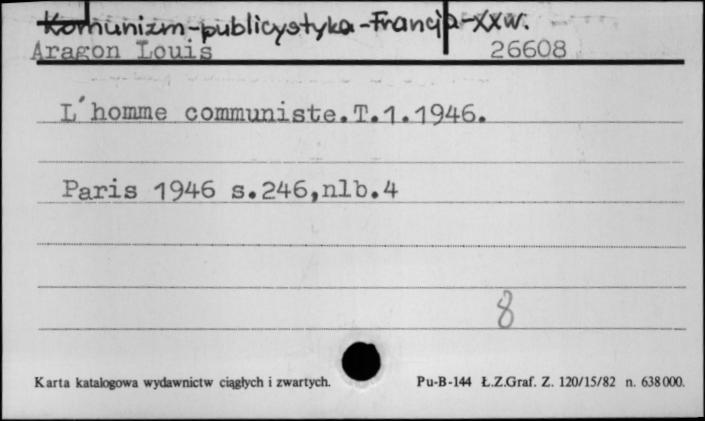 Komunizm-publicystyka-Francja-XXw.
Aragon Louis 26608
L'homme communiste.T.1.1946.
Paris 1946 s.246,nlb.4
8
Karta katalogowa wydawnictw ciągłych i zwartych. Pu-B-144 Ł.Z.Graf. Z. 120/15/82 n. 638000.